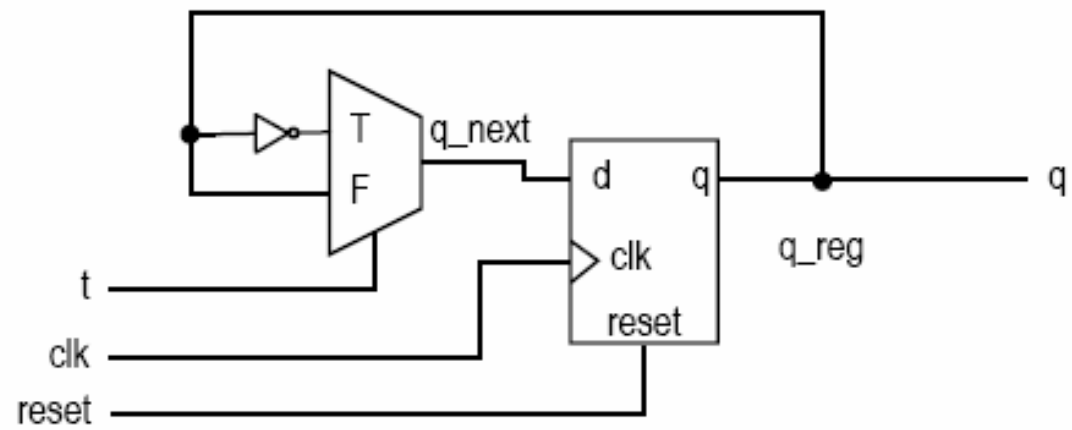 T
q_next
F
d
q
q
clk
q_reg
t
reset
clk
reset